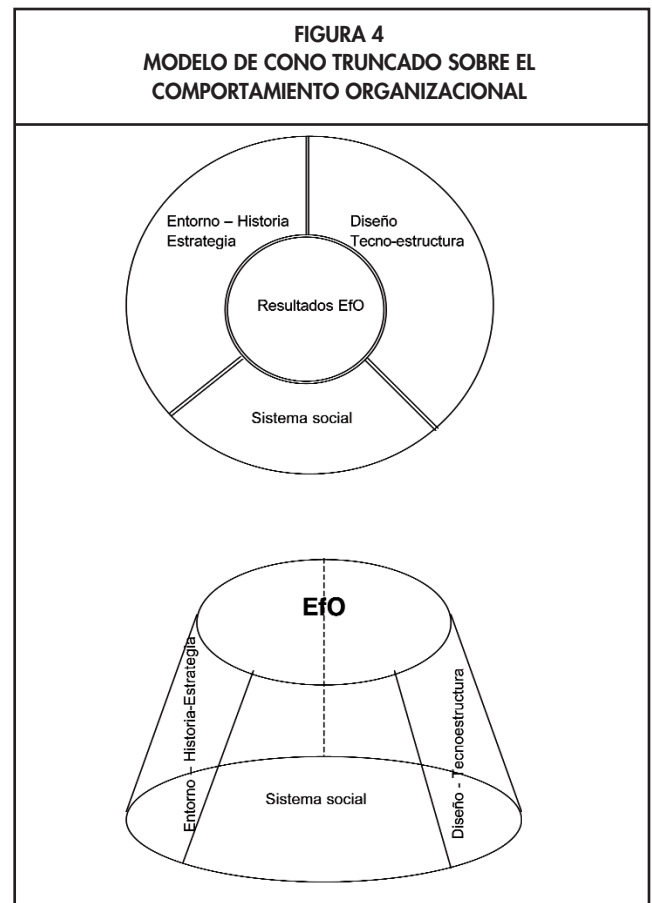 FIGURA 4
MODELO DE CONO TRUNCADO SOBRE EL
COMPORTAMIENTO ORGANIZACIONAL
Entorno – Historia
Estrategia
Diseño
Tecno-estructura
Resultados EfO
Sistema social
EfO
Entorno – Historia-Estrategia
Sistema social
Diseño - Tecnoestructura